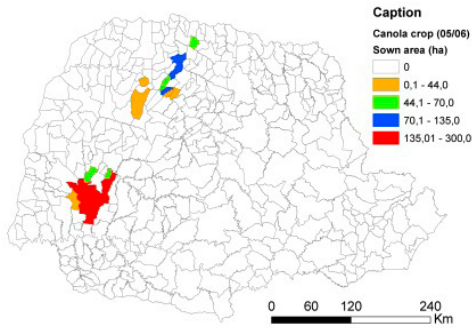 Caption
Canola crop (05/06)
Sown area (ha)
0
0,1 - 44,0
44,1 - 70,0
70,1 - 135,0
135,01 - 300,0
0 60 120 240
Km